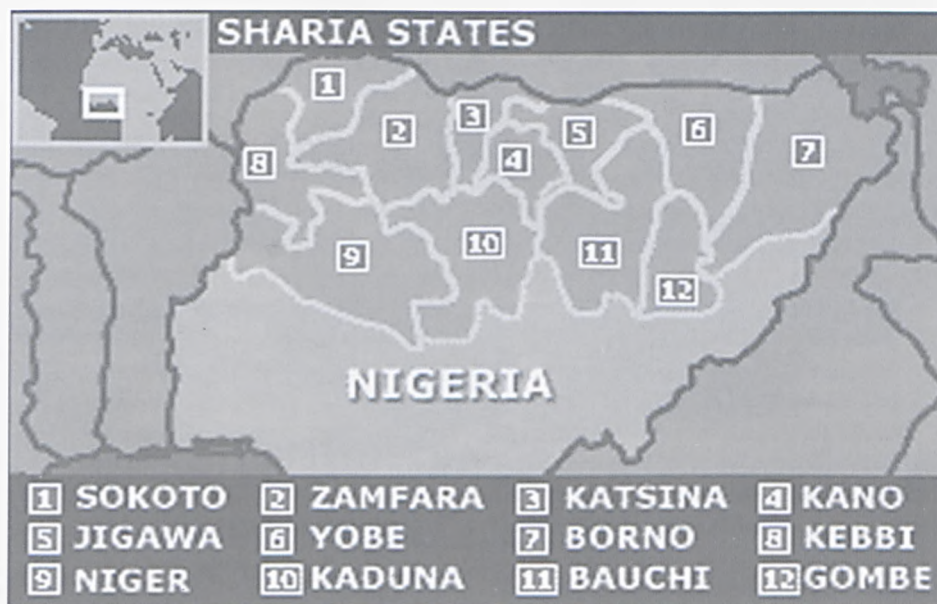 SHARIA STATES
1
2
3
4
5
6
7
8
9
10
11
12
NIGERIA
1 SOKOTO 2 ZAMFARA 3 KATSINA 4 KANO
5 JIGAWA 6 YOBE 7 BORNO 8 KEBBI
9 NIGER 10 KADUNA 11 BAUCHI 12 GOMBE